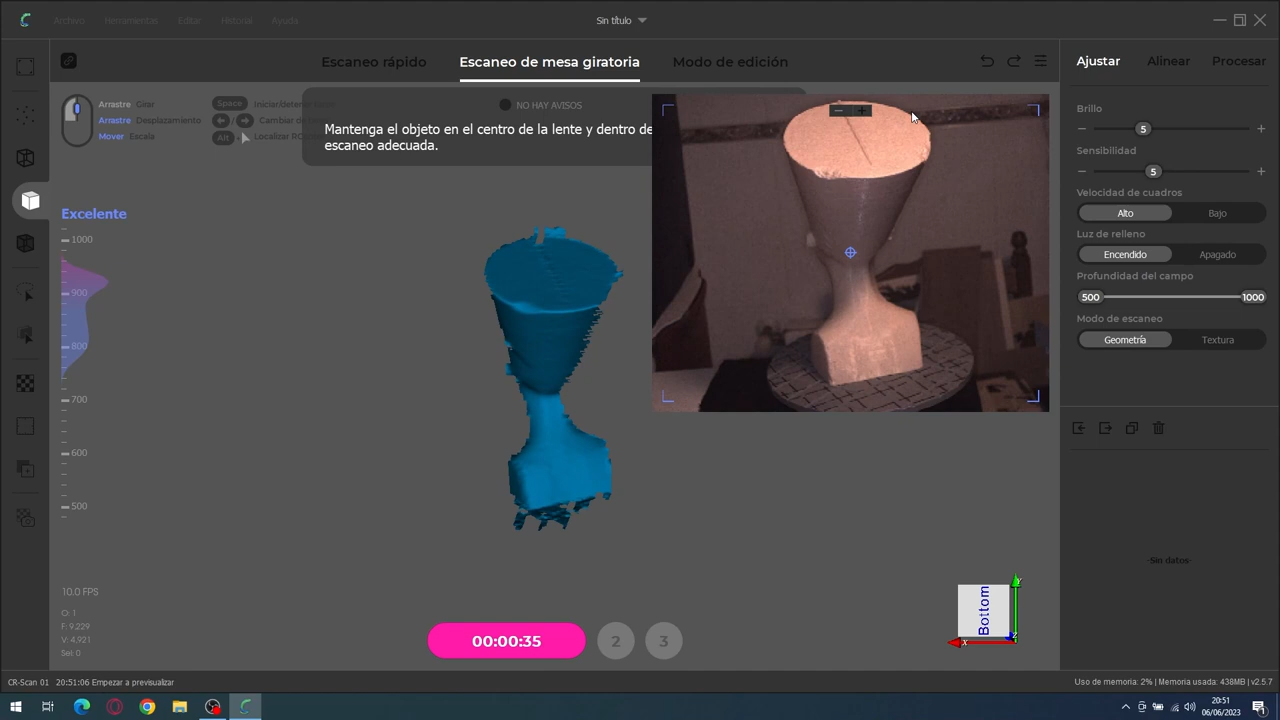 Archivo Herramientas Editar Historial Ayuda
Sin título
Escaneo rápido Escaneo de mesa giratoria Modo de edición
Ajustar Alinear Procesar
Arrastre Girar
Arrastre Desplazamiento
Mover Escala
Space Iniciar/detener
Cambiar de
Alt + Localizar RO
NO HAY AVISOS
Mantenga el objeto en el centro de la lente y dentro de
escaneo adecuada.
Excelente
1000
900
800
700
600
500
Brillo
5
Sensibilidad
5
Velocidad de cuadros
Alto Bajo
Luz de relleno
Encendido Apagado
Profundidad del campo
500 1000
Modo de escaneo
Geometría Textura
-Sin datos-
10.0 FPS
O: 1
F: 9,229
V: 4,921
Sel: 0
00:00:35 2 3
Bottom
Y
X
Z
CR-Scan 01 20:51:06 Empezar a previsualizar
Uso de memoria: 2% | Memoria usada: 438MB | v2.5.7
20:51
06/06/2023
1